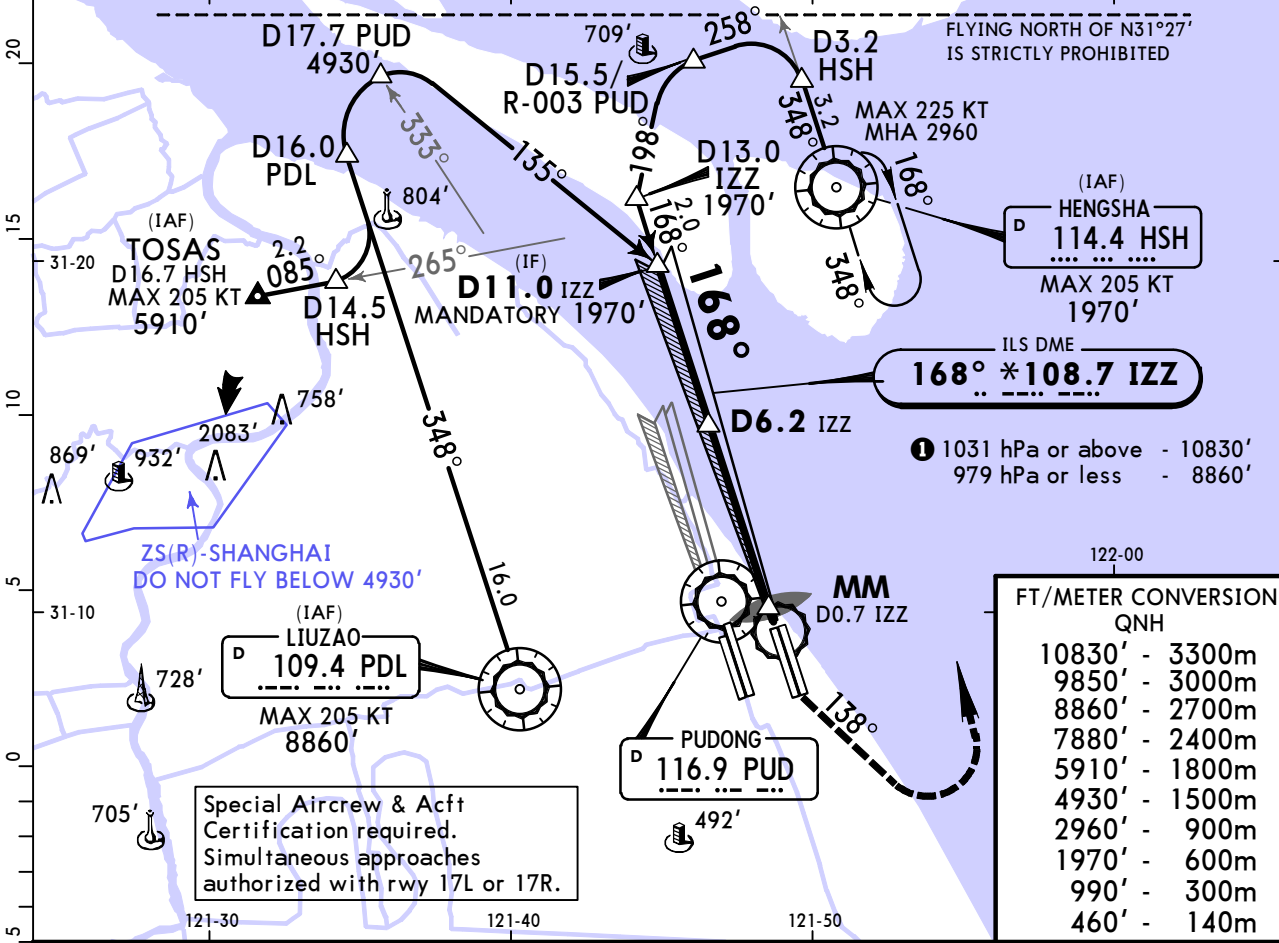 FLYING NORTH OF N31°27'
IS STRICTLY PROHIBITED
D17.7 PUD
4930'
709'
258°
D3.2
HSH
D15.5/
R-003 PUD
3.2
348°
MAX 225 KT
MHA 2960
333°
198°
D16.0
PDL
135°
D13.0
IZZ
1970'
168°
804'
2.0
168°
(IAF)
HENGSHA
D 114.4 HSH
MAX 205 KT
1970'
348°
(IAF)
TOSAS
D16.7 HSH
MAX 205 KT
5910'
2.2
085°
265°
D14.5
HSH
(IF)
D11.0 IZZ
MANDATORY 1970'
168°
ILS DME
168° *108.7 IZZ
D6.2 IZZ
1 1031 hPa or above - 10830'
979 hPa or less - 8860'
758'
2083'
869'
932'
348°
ZS(R)-SHANGHAI
DO NOT FLY BELOW 4930'
16.0
(IAF)
LIUZAO
D 109.4 PDL
MAX 205 KT
8860'
728'
MM
D0.7 IZZ
138°
PUDONG
D 116.9 PUD
705'
492'
Special Aircrew & Acft
Certification required.
Simultaneous approaches
authorized with rwy 17L or 17R.
122-00
FT/METER CONVERSION
QNH
10830' - 3300m
9850' - 3000m
8860' - 2700m
7880' - 2400m
5910' - 1800m
4930' - 1500m
2960' - 900m
1970' - 600m
990' - 300m
460' - 140m
20
15
31-20
10
5
31-10
0
5
121-30
121-40
121-50